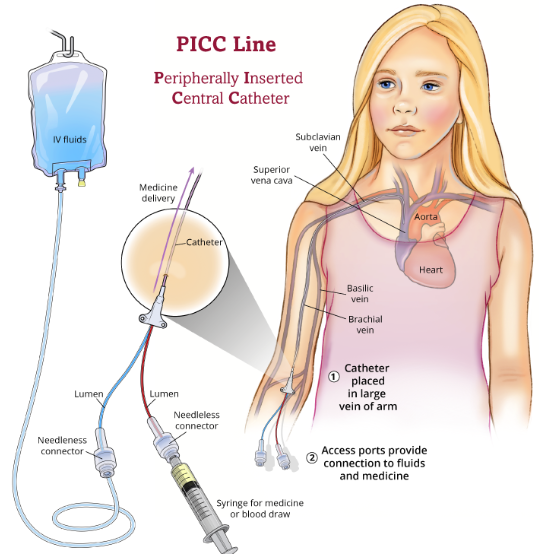 PICC Line
Peripherally Inserted
Central Catheter
IV fluids
Medicine
delivery
Catheter
Lumen
Lumen
Needleness
connector
Needleless
connector
Syringe for medicine
or blood draw
Subclavian
vein
Superior
vena cava
Aorta
Heart
Basilic
vein
Brachial
vein
1 Catheter
placed
in large
vein of arm
2 Access ports provide
connection to fluids
and medicine